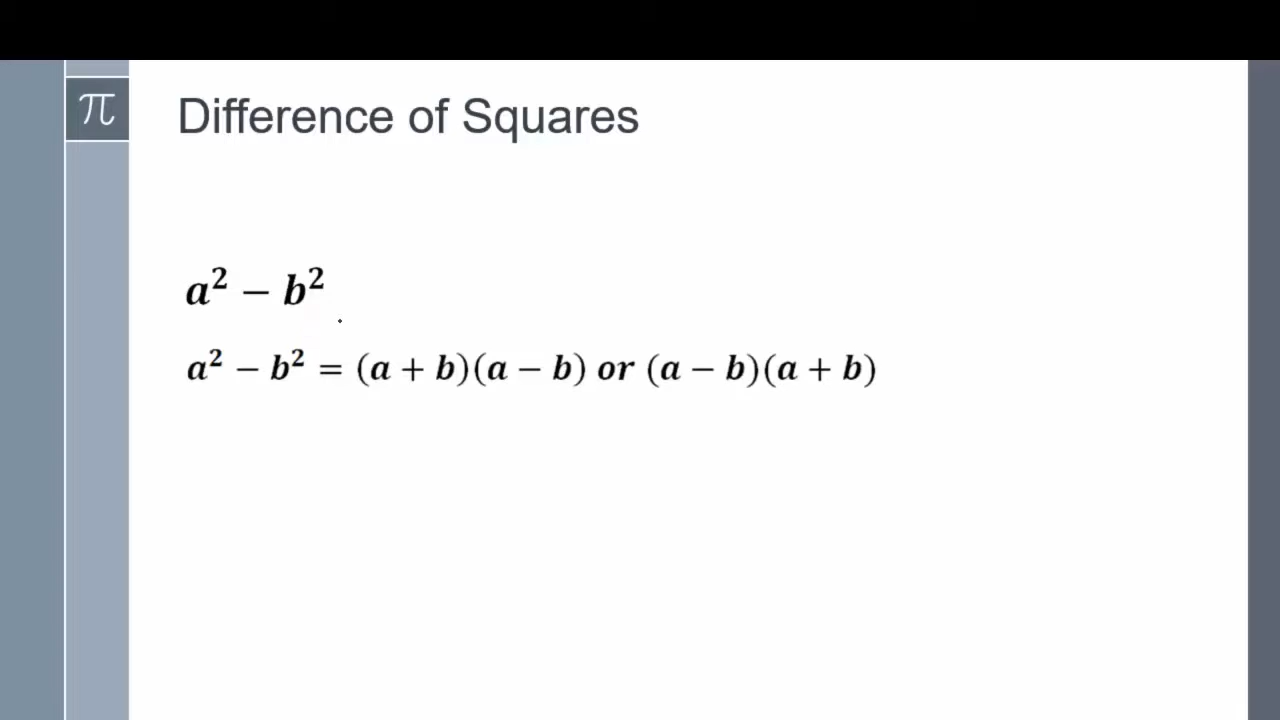 π
Difference of Squares
a² − b²
a² − b² = (a + b)(a − b) or (a − b)(a + b)